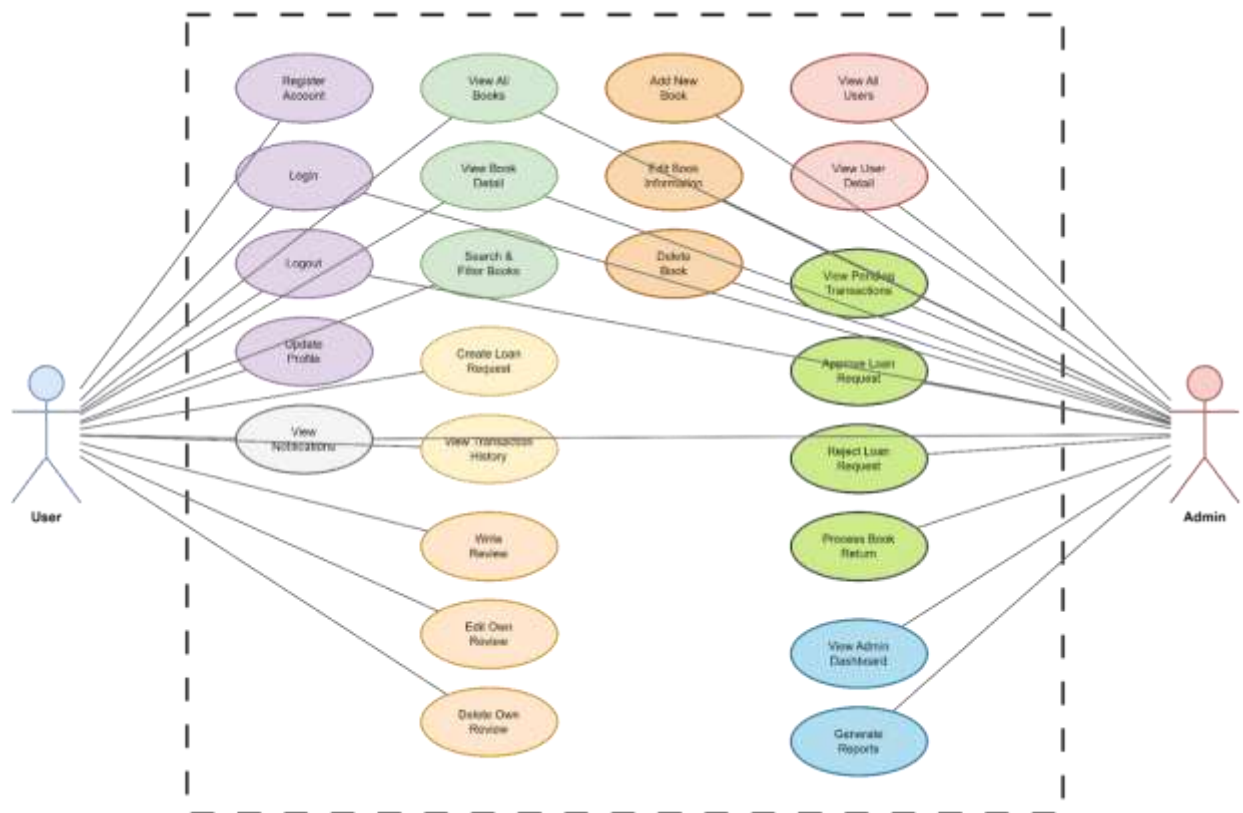 Register
Account
View All
Books
Add New
Book
View All
Users
Login
View Book
Detail
Edit Book
Information
View User
Detail
Logout
Search &
Filter Books
Delete
Book
View Pending
Transactions
Update
Profile
Create Loan
Request
Approve Loan
Request
View
Notifications
View Transaction
History
Reject Loan
Request
User
Admin
Write
Review
Process Book
Return
Edit Own
Review
View Admin
Dashboard
Delete Own
Review
Generate
Reports